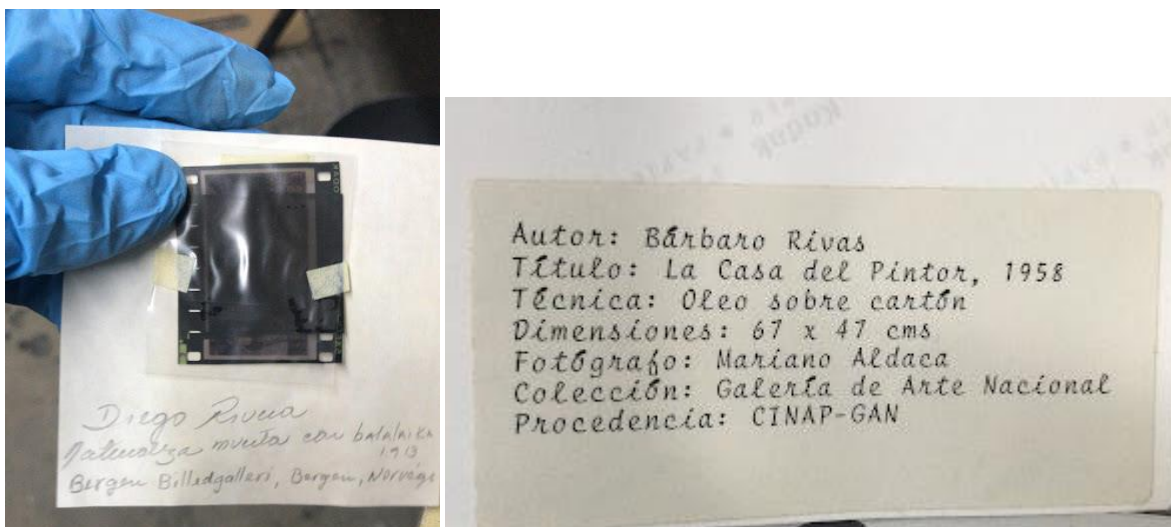 Diego Rivera
Naturaleza muerta con balalaika
1913
Bergen Billedgalleri, Bergen, Norvége
Kodak
Autor: Bárbaro Rivas
Título: La Casa del Pintor, 1958
Técnica: Oleo sobre cartón
Dimensiones: 67 x 47 cms
Fotógrafo: Mariano Aldaca
Colección: Galería de Arte Nacional
Procedencia: CINAP-GAN